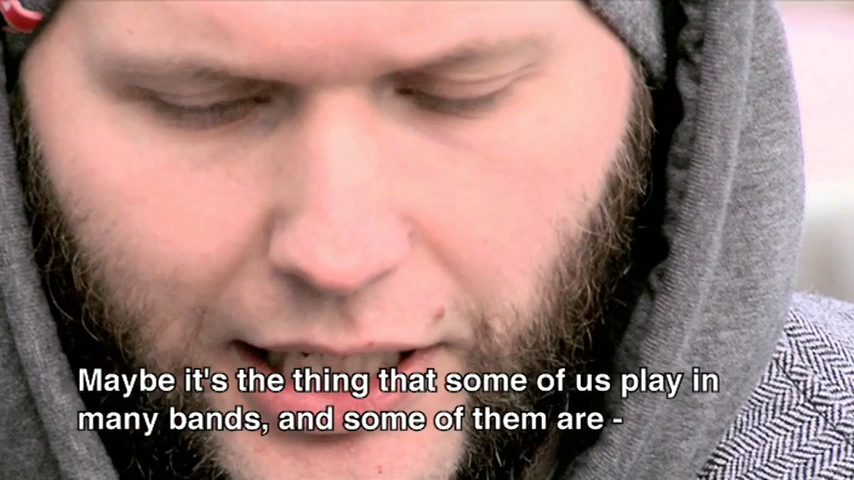 Maybe it's the thing that some of us play in
many bands, and some of them are -